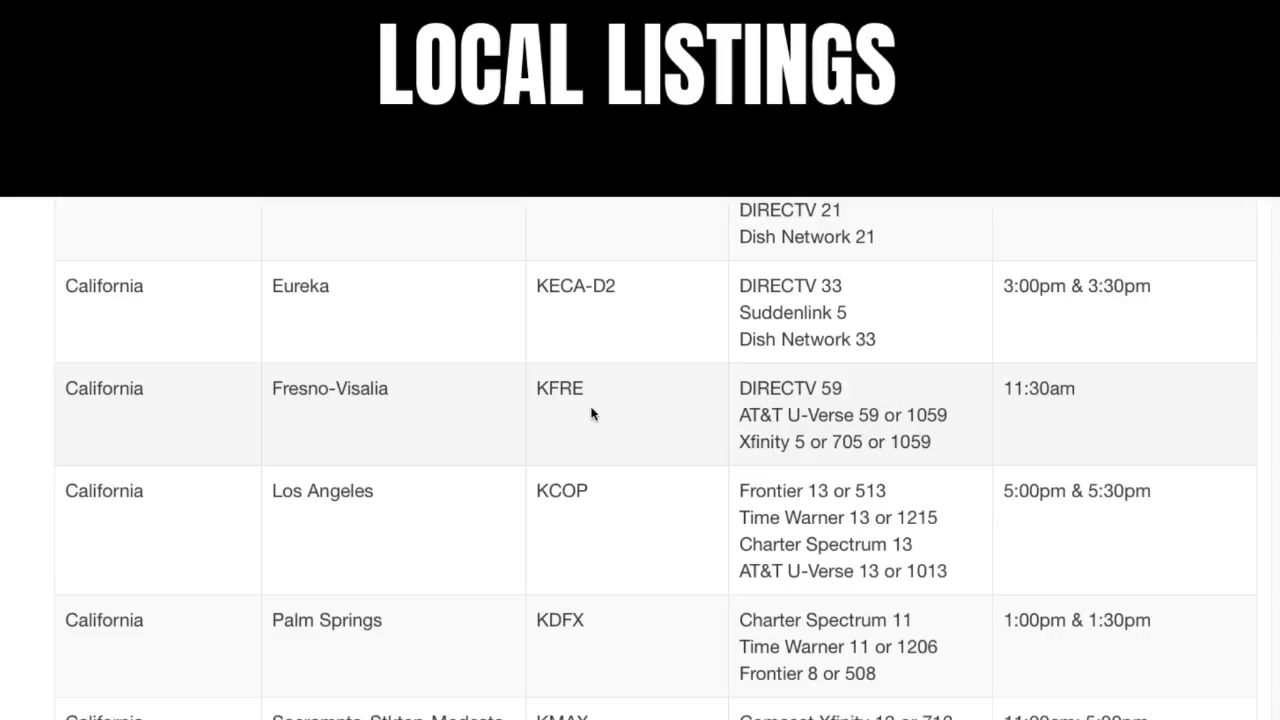 LOCAL LISTINGS
DIRECTV 21
Dish Network 21
California Eureka KECA-D2 DIRECTV 33 3:00pm & 3:30pm
Suddenlink 5
Dish Network 33
California Fresno-Visalia KFRE DIRECTV 59 11:30am
AT&T U-Verse 59 or 1059
Xfinity 5 or 705 or 1059
California Los Angeles KCOP Frontier 13 or 513 5:00pm & 5:30pm
Time Warner 13 or 1215
Charter Spectrum 13
AT&T U-Verse 13 or 1013
California Palm Springs KDFX Charter Spectrum 11 1:00pm & 1:30pm
Time Warner 11 or 1206
Frontier 8 or 508
California KMAX Comcast Xfinity